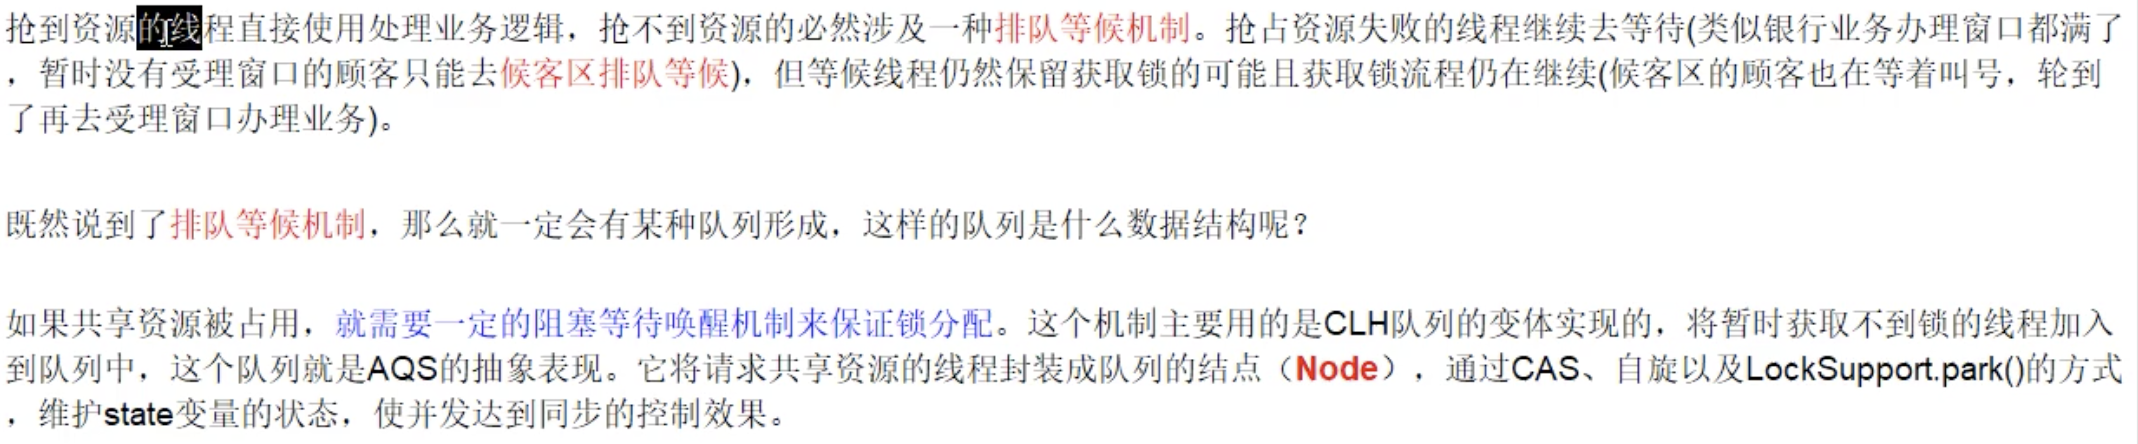 抢到资源的线程直接使用处理业务逻辑，抢不到资源的必然涉及一种排队等候机制。抢占资源失败的线程继续去等待(类似银行业务办理窗口都满了
，暂时没有受理窗口的顾客只能去候客区排队等候)，但等候线程仍然保留获取锁的可能且获取锁流程仍在继续(候客区的顾客也在等着叫号，轮到
了再去受理窗口办理业务)。
既然说到了排队等候机制，那么就一定会有某种队列形成，这样的队列是什么数据结构呢？
如果共享资源被占用，就需要一定的阻塞等待唤醒机制来保证锁分配。这个机制主要用的是CLH队列的变体实现的，将暂时获取不到锁的线程加入
到队列中，这个队列就是AQS的抽象表现。它将请求共享资源的线程封装成队列的结点（Node），通过CAS、自旋以及LockSupport.park()的方式
，维护state变量的状态，使并发达到同步的控制效果。